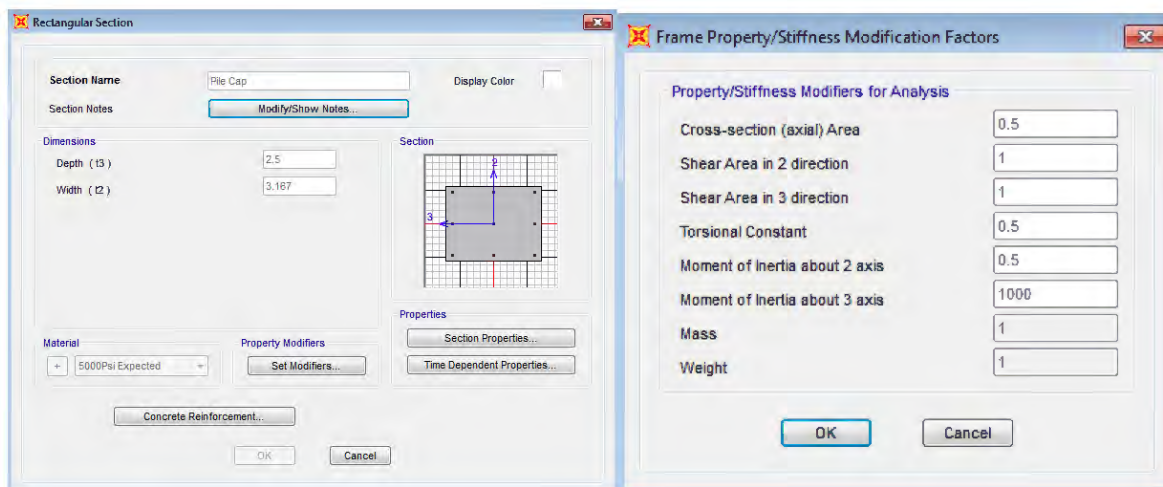 Rectangular Section
Section Name Pile Cap Display Color
Section Notes Modify/Show Notes...
Dimensions
Depth ( t3 ) 2.5
Width ( t2 ) 3.167
Section
2
3
Properties
Section Properties...
Time Dependent Properties...
Material
+ 5000Psi Expected
Property Modifiers
Set Modifiers...
Concrete Reinforcement...
OK Cancel
Frame Property/Stiffness Modification Factors
Property/Stiffness Modifiers for Analysis
Cross-section (axial) Area 0.5
Shear Area in 2 direction 1
Shear Area in 3 direction 1
Torsional Constant 0.5
Moment of Inertia about 2 axis 0.5
Moment of Inertia about 3 axis 1000
Mass 1
Weight 1
OK Cancel